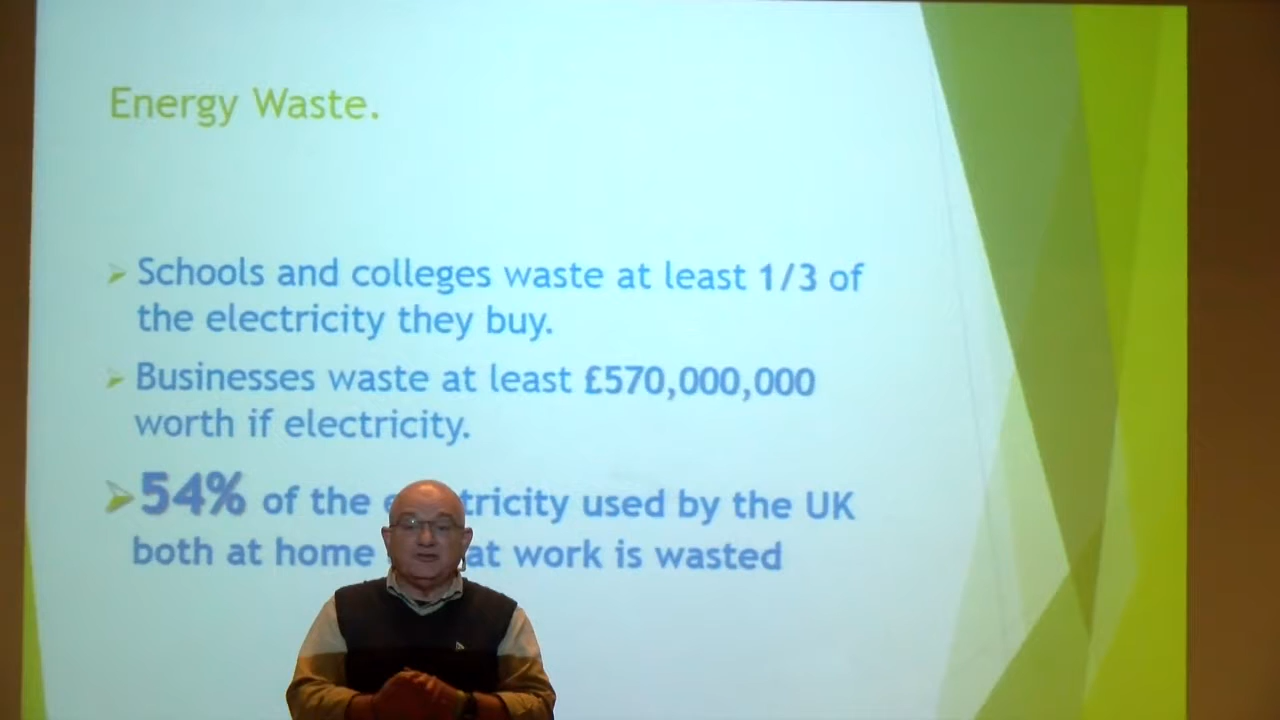 Energy Waste.
Schools and colleges waste at least 1/3 of
the electricity they buy.
Businesses waste at least £570,000,000
worth if electricity.
54% of the e tricity used by the UK
both at home at work is wasted